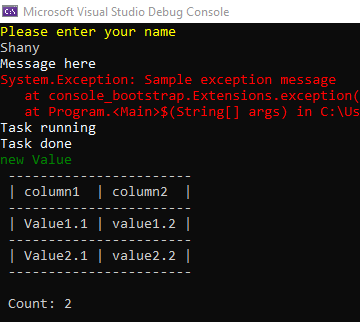 Microsoft Visual Studio Debug Console
Please enter your name
Shany
Message here
System.Exception: Sample exception message
   at console_bootstrap.Extensions.exception(
   at Program.<Main>$(String[] args) in C:\Us
Task running
Task done
new Value
 -----------------------
 | column1  | column2  |
 -----------------------
 | Value1.1 | value1.2 |
 -----------------------
 | Value2.1 | value2.2 |
 -----------------------
 Count: 2